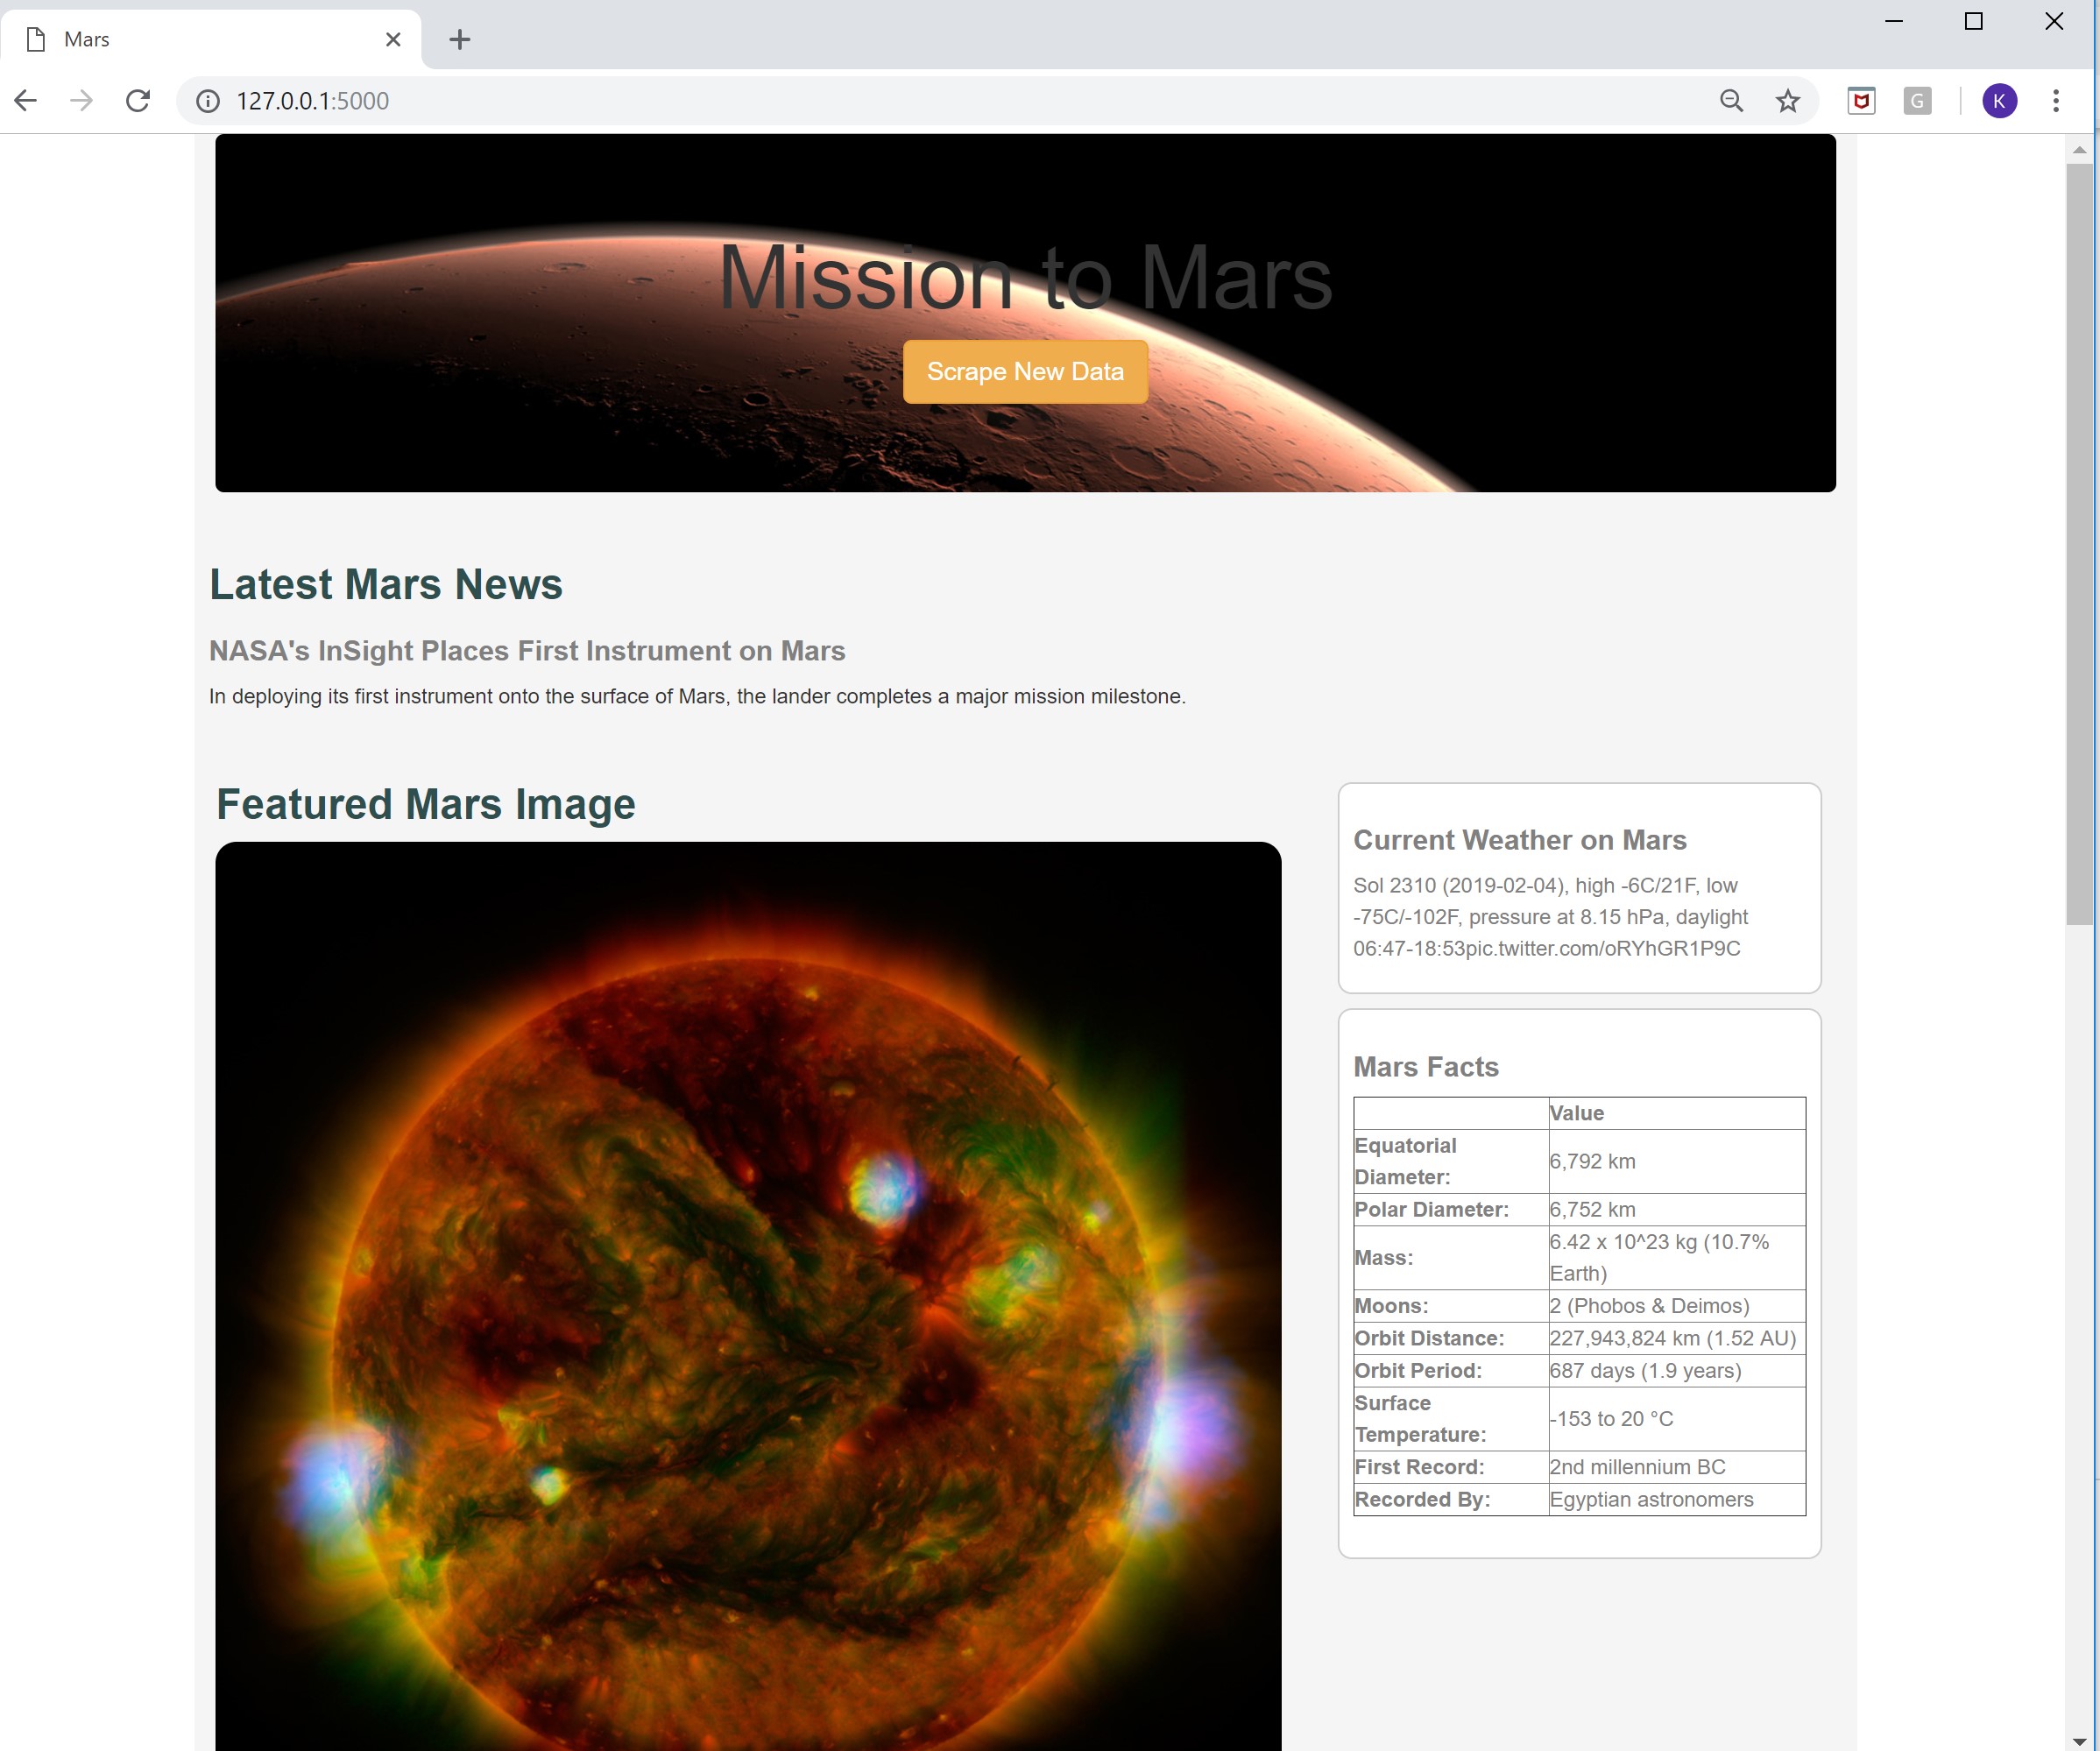 Mars
127.0.0.1:5000
G
K
Mission to Mars
Scrape New Data
Latest Mars News
NASA's InSight Places First Instrument on Mars
In deploying its first instrument onto the surface of Mars, the lander completes a major mission milestone.
Featured Mars Image
Current Weather on Mars
Sol 2310 (2019-02-04), high -6C/21F, low
-75C/-102F, pressure at 8.15 hPa, daylight
06:47-18:53pic.twitter.com/oRYhGR1P9C
Mars Facts
Value
Equatorial
Diameter:
6,792 km
Polar Diameter: 6,752 km
Mass:
6.42 x 10^23 kg (10.7%
Earth)
Moons: 2 (Phobos & Deimos)
Orbit Distance: 227,943,824 km (1.52 AU)
Orbit Period: 687 days (1.9 years)
Surface
Temperature:
-153 to 20 °C
First Record: 2nd millennium BC
Recorded By: Egyptian astronomers